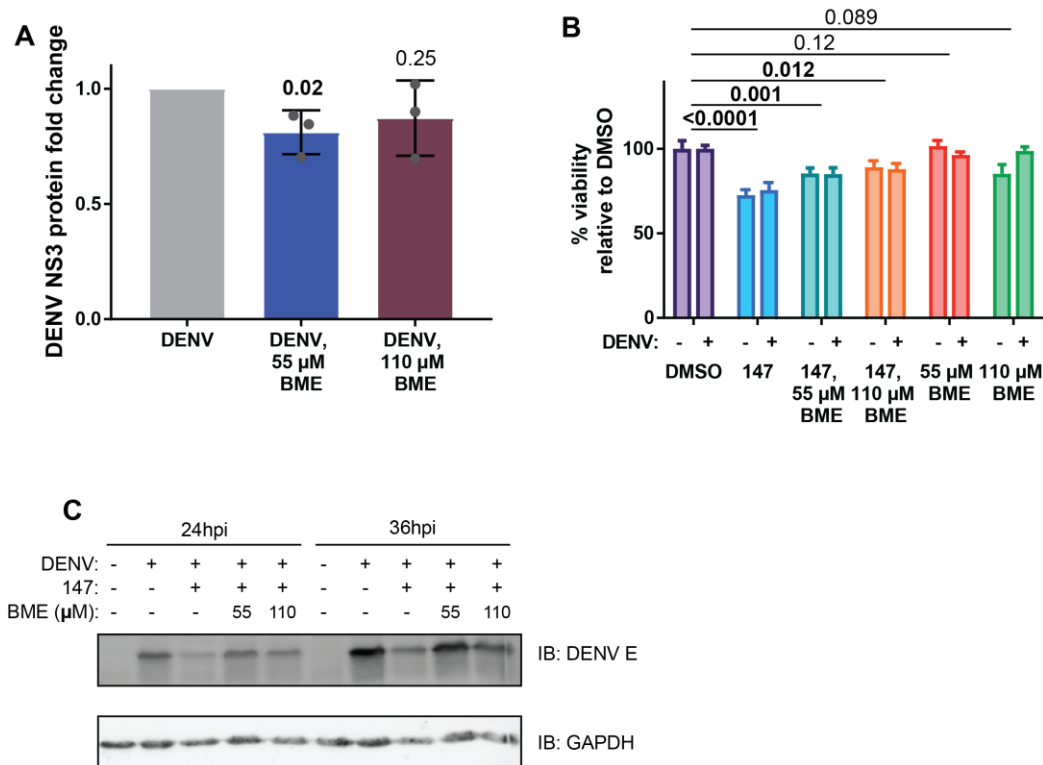 A
DENV NS3 protein fold change
1.0
0.5
0.0
0.02
0.25
DENV
DENV,
55 µM
BME
DENV,
110 µM
BME
B
% viability
relative to DMSO
100
50
0
0.089
0.12
0.012
0.001
<0.0001
DENV: - + - + - + - + - + - +
DMSO
147
147,
55 µM
BME
147,
110 µM
BME
55 µM
BME
110 µM
BME
C
24hpi
36hpi
DENV: - + + + + - + + + +
147: - - + + + - - + + +
BME (µM): - - - 55 110 - - - 55 110
IB: DENV E
IB: GAPDH